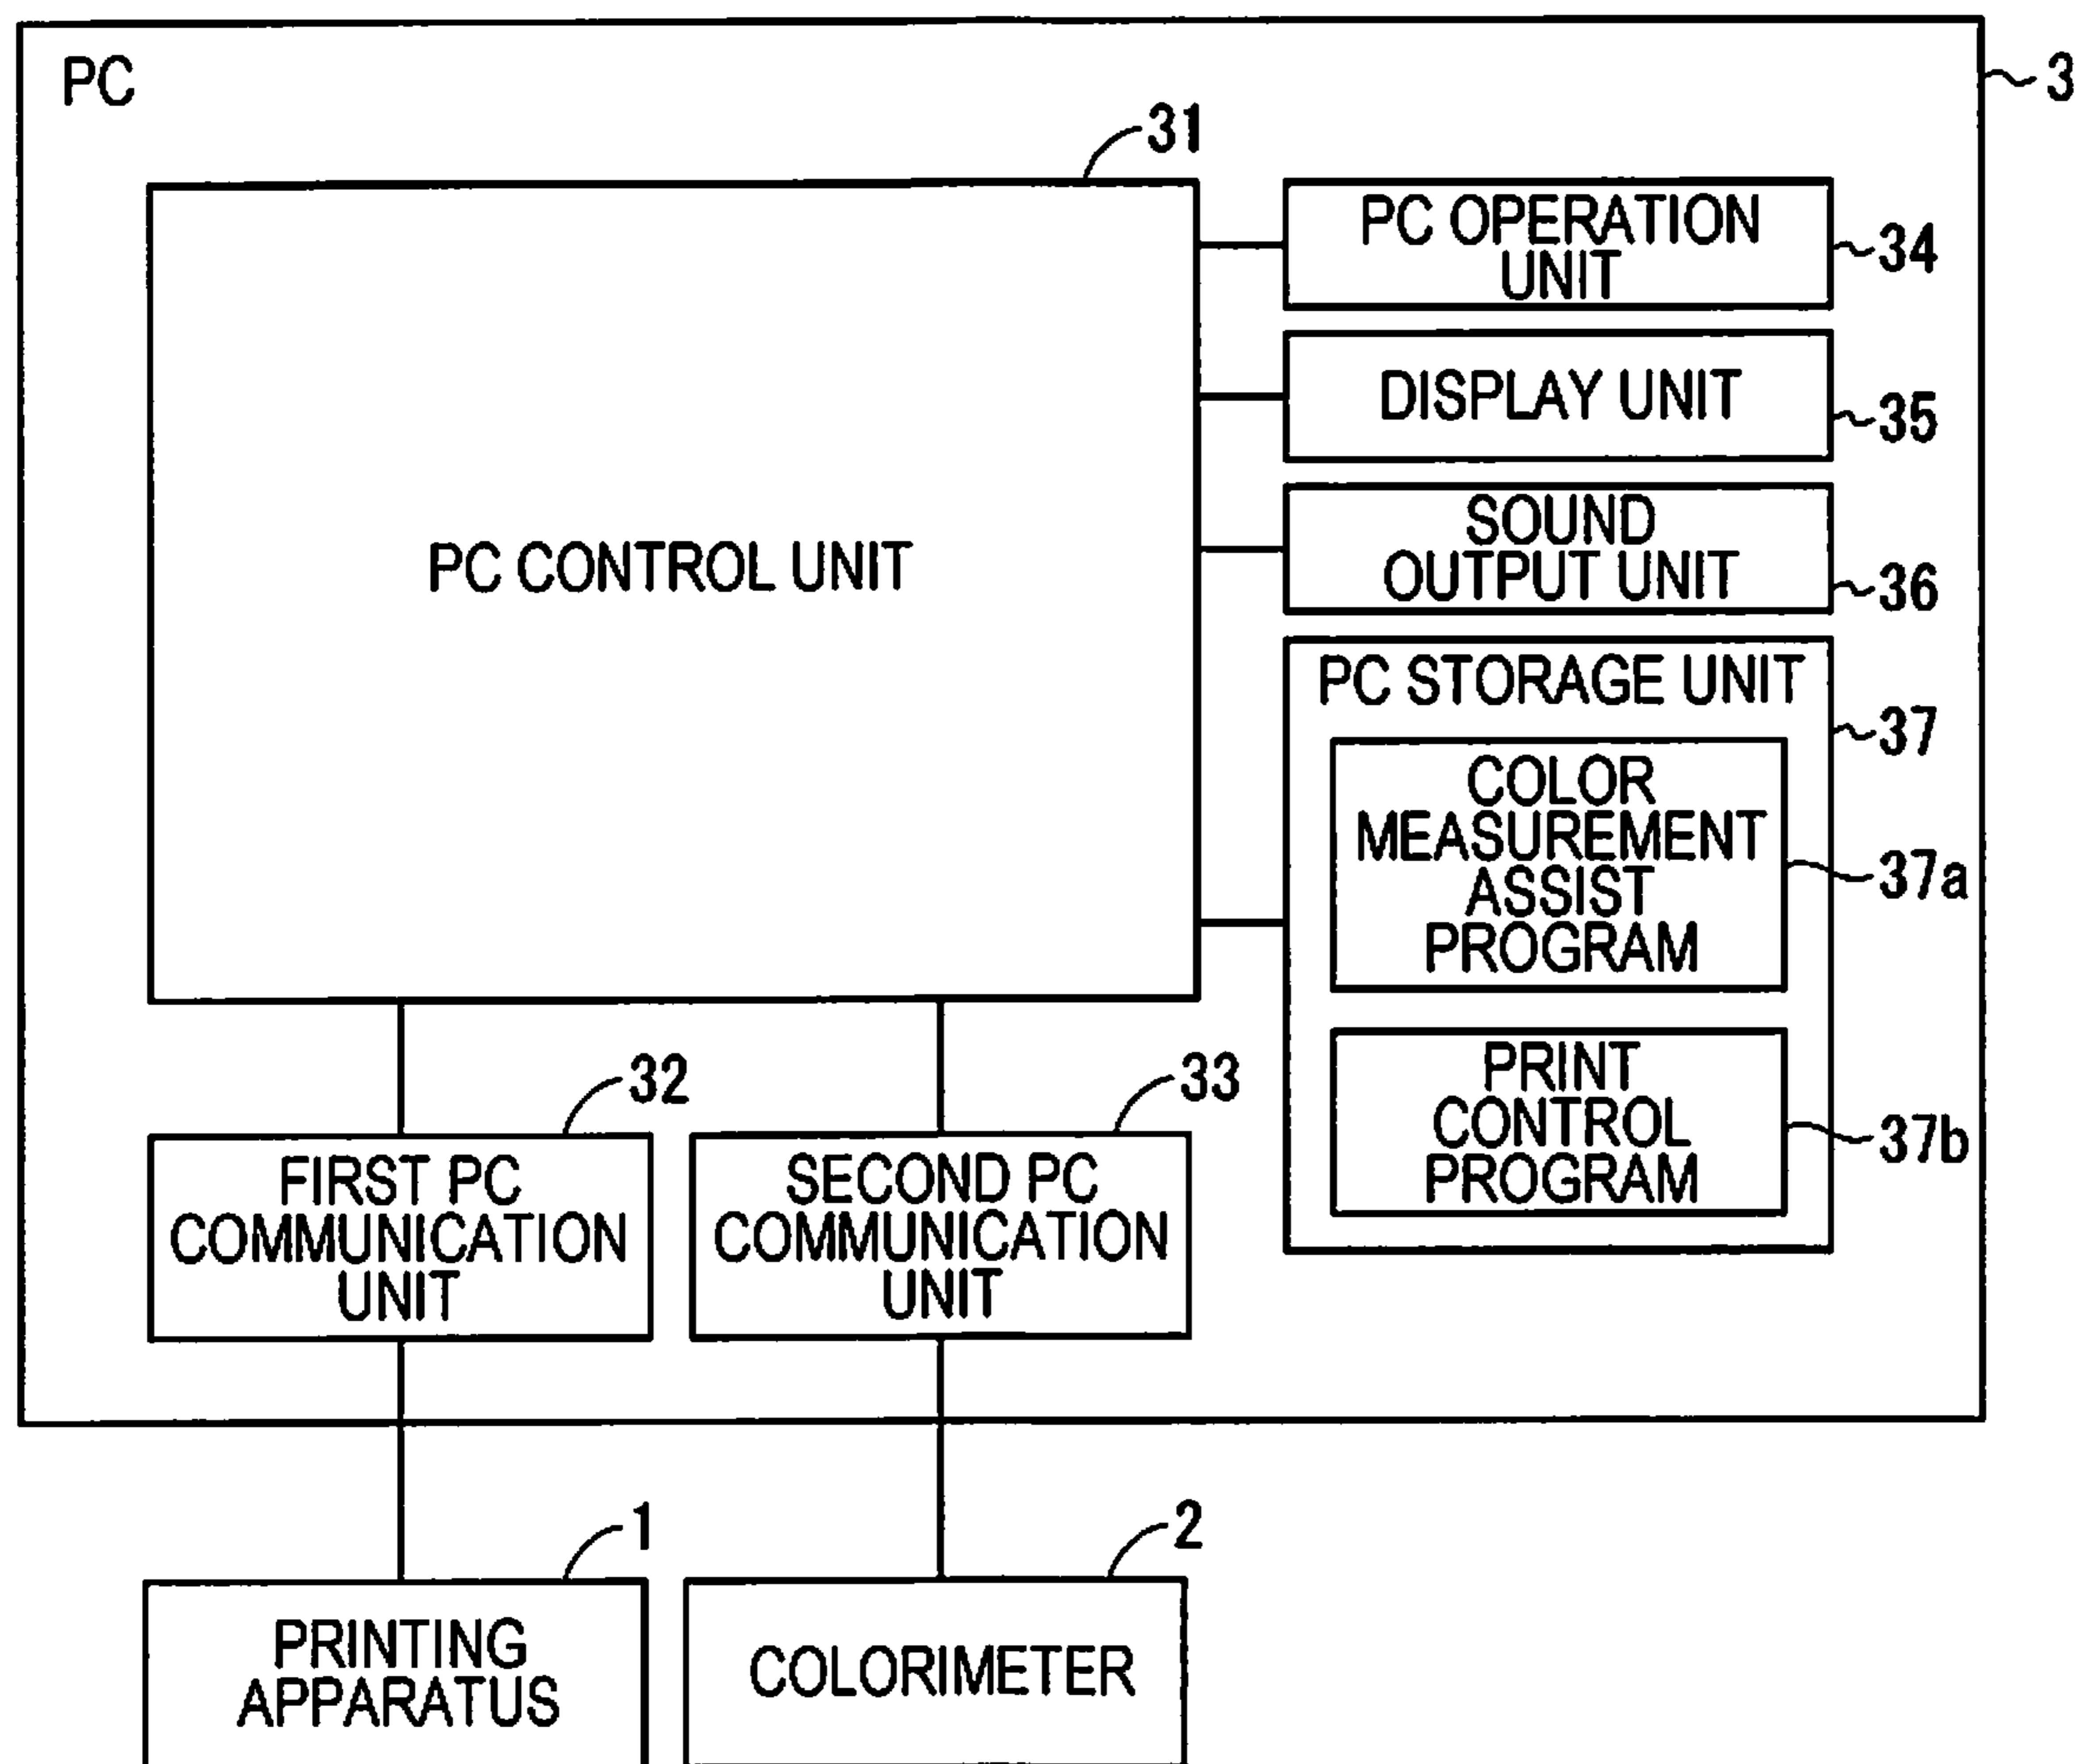 PC
3
31
PC CONTROL UNIT
PC OPERATION
UNIT
34
DISPLAY UNIT
35
SOUND
OUTPUT UNIT
36
PC STORAGE UNIT
37
COLOR
MEASUREMENT
ASSIST
PROGRAM
37a
PRINT
CONTROL
PROGRAM
37b
32
FIRST PC
COMMUNICATION
UNIT
33
SECOND PC
COMMUNICATION
UNIT
1
PRINTING
APPARATUS
2
COLORIMETER